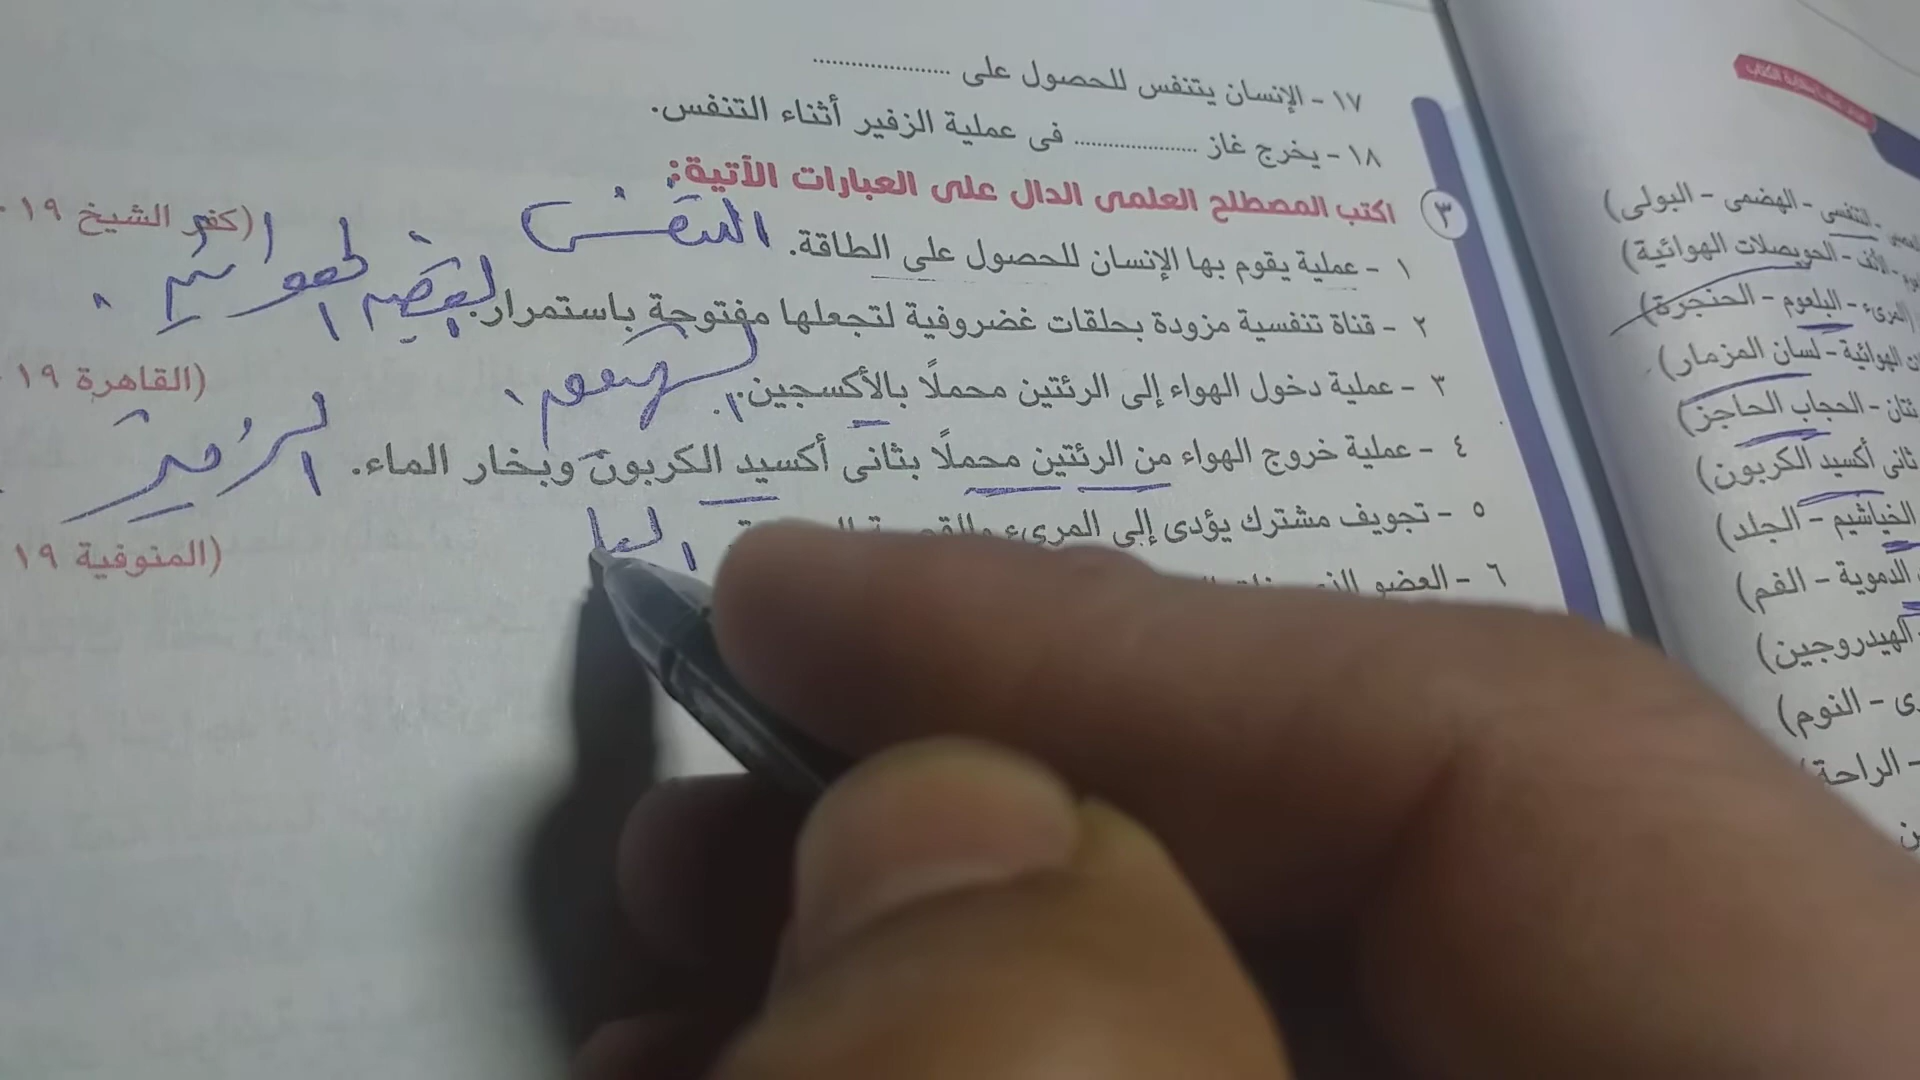 ١٧ - الإنسان يتنفس للحصول على ....................
١٨ - يخرج غاز .................... فى عملية الزفير أثناء التنفس.
٣ اكتب المصطلح العلمى الدال على العبارات الآتية:
١ - عملية يقوم بها الإنسان للحصول على الطاقة. التنفس (كفر الشيخ ١٩
٢ - قناة تنفسية مزودة بحلقات غضروفية لتجعلها مفتوحة باستمرار. القصبة الهوائية
٣ - عملية دخول الهواء إلى الرئتين محملًا بالأكسجين. الشهيق (القاهرة ١٩
٤ - عملية خروج الهواء من الرئتين محملًا بثانى أكسيد الكربون وبخار الماء. الزفير
٥ - تجويف مشترك يؤدى إلى المرىء والقصبة (المنوفية ١٩
٦ - العضو
التنفسى - الهضمى - البولى)
الأنف - الحويصلات الهوائية)
المرىء - البلعوم - الحنجرة)
الهوائية - لسان المزمار)
الحجاب الحاجز)
ثانى أكسيد الكربون)
الخياشيم - الجلد)
الدموية - الفم)
الهيدروجين)
- النوم)
- الراحة)